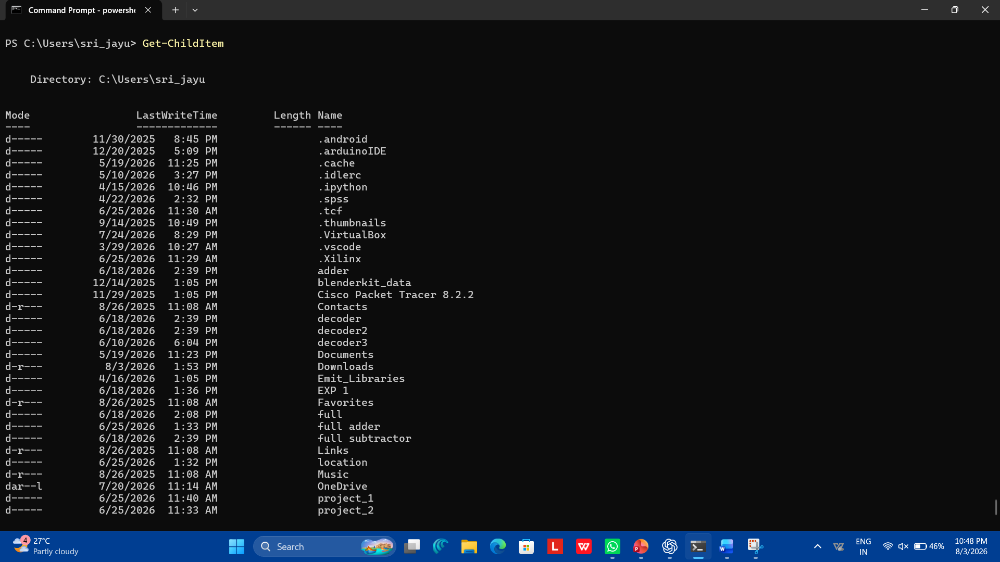 Command Prompt - powershe
PS C:\Users\sri_jayu> Get-ChildItem
Directory: C:\Users\sri_jayu
Mode                 LastWriteTime         Length Name
----                 -------------         ------ ----
d-----        11/30/2025   8:45 PM                .android
d-----        12/20/2025   5:09 PM                .arduinoIDE
d-----         5/19/2026  11:25 PM                .cache
d-----         5/10/2026   3:27 PM                .idlerc
d-----         4/15/2026  10:46 PM                .ipython
d-----         4/22/2026   2:32 PM                .spss
d-----         6/25/2026  11:30 AM                .tcf
d-----         9/14/2025  10:49 PM                .thumbnails
d-----         7/24/2026   8:29 PM                .VirtualBox
d-----         3/29/2026  10:27 AM                .vscode
d-----         6/25/2026  11:29 AM                .Xilinx
d-----         6/18/2026   2:39 PM                adder
d-----        12/14/2025   1:05 PM                blenderkit_data
d-----        11/29/2025   1:05 PM                Cisco Packet Tracer 8.2.2
d-r---         8/26/2025  11:08 AM                Contacts
d-----         6/18/2026   2:39 PM                decoder
d-----         6/18/2026   2:39 PM                decoder2
d-----         6/10/2026   6:04 PM                decoder3
d-----         5/19/2026  11:23 PM                Documents
d-r---          8/3/2026   1:53 PM                Downloads
d-----         4/16/2026   1:05 PM                Emit_Libraries
d-----         6/18/2026   1:36 PM                EXP 1
d-r---         8/26/2025  11:08 AM                Favorites
d-----         6/18/2026   2:08 PM                full
d-----         6/25/2026   1:33 PM                full adder
d-----         6/18/2026   2:39 PM                full subtractor
d-r---         8/26/2025  11:08 AM                Links
d-----         6/25/2026   1:32 PM                location
d-r---         8/26/2025  11:08 AM                Music
dar--l         7/20/2026  11:14 AM                OneDrive
d-----         6/25/2026  11:40 AM                project_1
d-----         6/25/2026  11:33 AM                project_2
4
27°C
Partly cloudy
Search
L
W
P
W
ENG
IN
46%
10:48 PM
8/3/2026